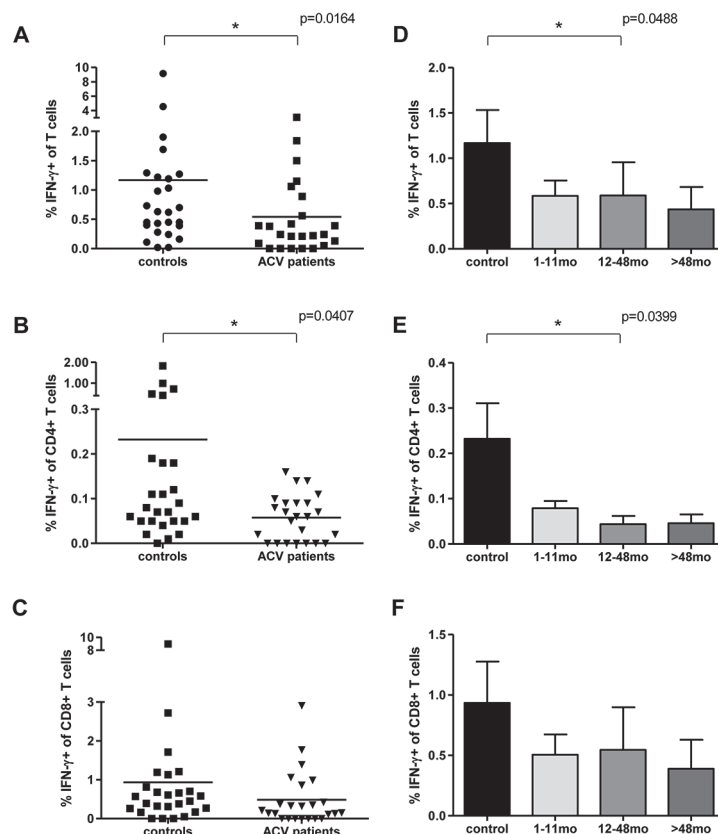 A
p=0.0164
*
% IFN-γ+ of T cells
10
8
6
4
2
2.0
1.5
1.0
0.5
0.0
controls
ACV patients
D
p=0.0488
*
% IFN-γ+ of T cells
2.0
1.5
1.0
0.5
0.0
control
1-11mo
12-48mo
>48mo
B
p=0.0407
*
% IFN-γ+ of CD4+ T cells
2.00
1.00
0.3
0.2
0.1
0.0
controls
ACV patients
E
p=0.0399
*
% IFN-γ+ of CD4+ T cells
0.4
0.3
0.2
0.1
0.0
control
1-11mo
12-48mo
>48mo
C
% IFN-γ+ of CD8+ T cells
10
8
3
2
1
0
controls
ACV patients
F
% IFN-γ+ of CD8+ T cells
1.5
1.0
0.5
0.0
control
1-11mo
12-48mo
>48mo